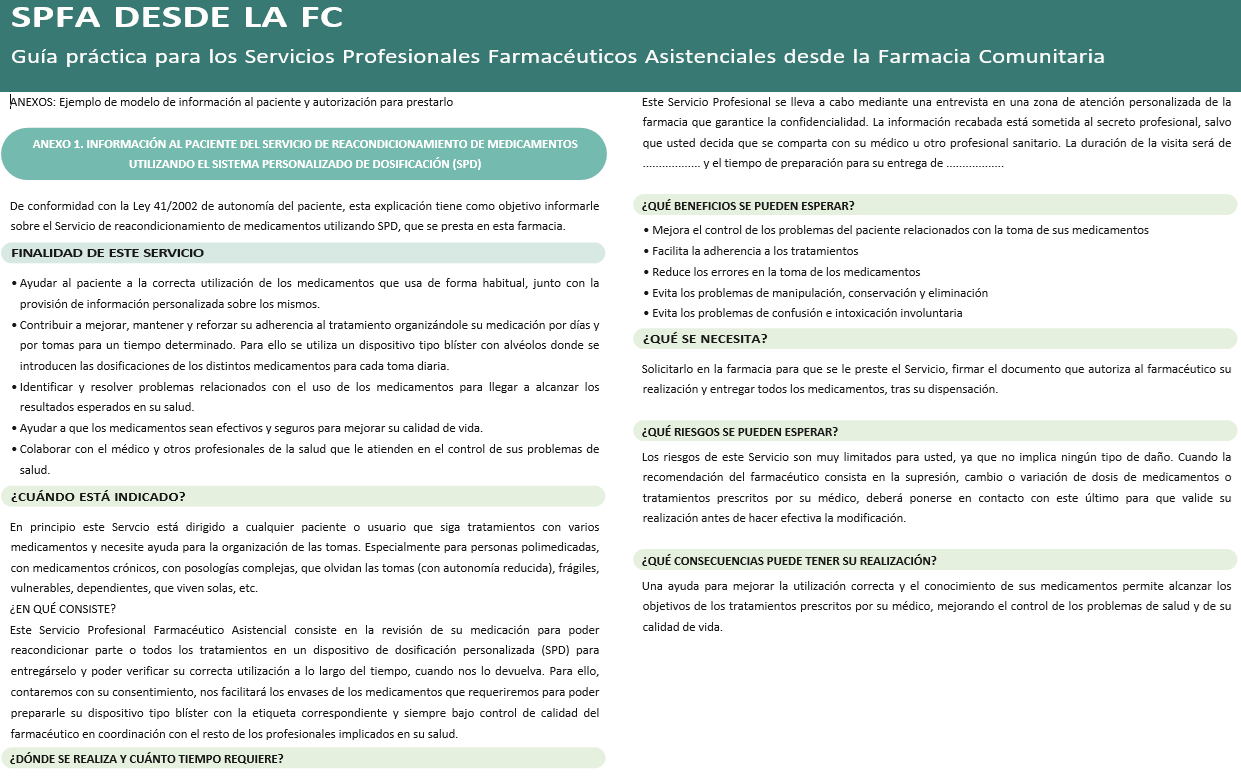 SPFA DESDE LA FC
Guía práctica para los Servicios Profesionales Farmacéuticos Asistenciales desde la Farmacia Comunitaria
ANEXOS: Ejemplo de modelo de información al paciente y autorización para prestarlo
ANEXO 1. INFORMACIÓN AL PACIENTE DEL SERVICIO DE REACONDICIONAMIENTO DE MEDICAMENTOS
UTILIZANDO EL SISTEMA PERSONALIZADO DE DOSIFICACIÓN (SPD)
De conformidad con la Ley 41/2002 de autonomía del paciente, esta explicación tiene como objetivo informarle
sobre el Servicio de reacondicionamiento de medicamentos utilizando SPD, que se presta en esta farmacia.
FINALIDAD DE ESTE SERVICIO
• Ayudar al paciente a la correcta utilización de los medicamentos que usa de forma habitual, junto con la
provisión de información personalizada sobre los mismos.
• Contribuir a mejorar, mantener y reforzar su adherencia al tratamiento organizándole su medicación por días y
por tomas para un tiempo determinado. Para ello se utiliza un dispositivo tipo blíster con alvéolos donde se
introducen las dosificaciones de los distintos medicamentos para cada toma diaria.
• Identificar y resolver problemas relacionados con el uso de los medicamentos para llegar a alcanzar los
resultados esperados en su salud.
• Ayudar a que los medicamentos sean efectivos y seguros para mejorar su calidad de vida.
• Colaborar con el médico y otros profesionales de la salud que le atienden en el control de sus problemas de
salud.
¿CUÁNDO ESTÁ INDICADO?
En principio este Servcio está dirigido a cualquier paciente o usuario que siga tratamientos con varios
medicamentos y necesite ayuda para la organización de las tomas. Especialmente para personas polimedicadas,
con medicamentos crónicos, con posologías complejas, que olvidan las tomas (con autonomía reducida), frágiles,
vulnerables, dependientes, que viven solas, etc.
¿EN QUÉ CONSISTE?
Este Servicio Profesional Farmacéutico Asistencial consiste en la revisión de su medicación para poder
reacondicionar parte o todos los tratamientos en un dispositivo de dosificación personalizada (SPD) para
entregárselo y poder verificar su correcta utilización a lo largo del tiempo, cuando nos lo devuelva. Para ello,
contaremos con su consentimiento, nos facilitará los envases de los medicamentos que requeriremos para poder
prepararle su dispositivo tipo blíster con la etiqueta correspondiente y siempre bajo control de calidad del
farmacéutico en coordinación con el resto de los profesionales implicados en su salud.
¿DÓNDE SE REALIZA Y CUÁNTO TIEMPO REQUIERE?
Este Servicio Profesional se lleva a cabo mediante una entrevista en una zona de atención personalizada de la
farmacia que garantice la confidencialidad. La información recabada está sometida al secreto profesional, salvo
que usted decida que se comparta con su médico u otro profesional sanitario. La duración de la visita será de
.................. y el tiempo de preparación para su entrega de ..................
¿QUÉ BENEFICIOS SE PUEDEN ESPERAR?
• Mejora el control de los problemas del paciente relacionados con la toma de sus medicamentos
• Facilita la adherencia a los tratamientos
• Reduce los errores en la toma de los medicamentos
• Evita los problemas de manipulación, conservación y eliminación
• Evita los problemas de confusión e intoxicación involuntaria
¿QUÉ SE NECESITA?
Solicitarlo en la farmacia para que se le preste el Servicio, firmar el documento que autoriza al farmacéutico su
realización y entregar todos los medicamentos, tras su dispensación.
¿QUÉ RIESGOS SE PUEDEN ESPERAR?
Los riesgos de este Servicio son muy limitados para usted, ya que no implica ningún tipo de daño. Cuando la
recomendación del farmacéutico consista en la supresión, cambio o variación de dosis de medicamentos o
tratamientos prescritos por su médico, deberá ponerse en contacto con este último para que valide su
realización antes de hacer efectiva la modificación.
¿QUÉ CONSECUENCIAS PUEDE TENER SU REALIZACIÓN?
Una ayuda para mejorar la utilización correcta y el conocimiento de sus medicamentos permite alcanzar los
objetivos de los tratamientos prescritos por su médico, mejorando el control de los problemas de salud y de su
calidad de vida.